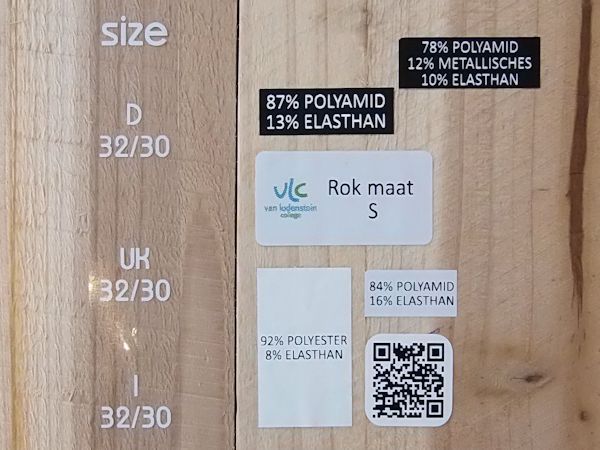 size
D
32/30
UK
32/30
I
32/30
78% POLYAMID
12% METALLISCHES
10% ELASTHAN
87% POLYAMID
13% ELASTHAN
vlc
van lodenstein
college
Rok maat
S
92% POLYESTER
8% ELASTHAN
84% POLYAMID
16% ELASTHAN